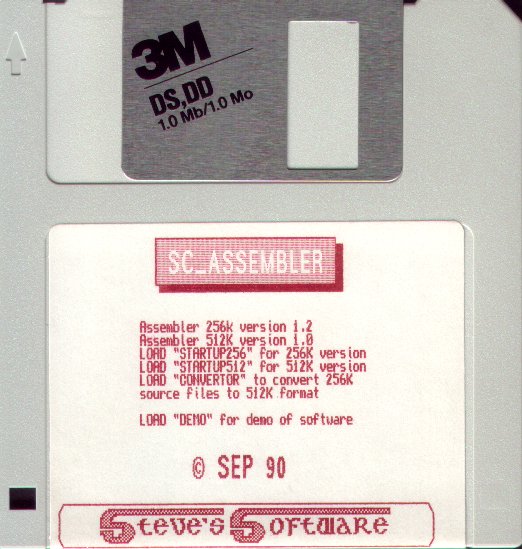 3M
DS,DD
1.0 Mb/1.0 Mo
SC_ASSEMBLER
Assembler 256k version 1.2
Assembler 512K version 1.0
LOAD "STARTUP256" for 256K version
LOAD "STARTUP512" for 512K version
LOAD "CONVERTOR" to convert 256K
source files to 512K format
LOAD "DEMO" for demo of software
© SEP 90
Steve's Software